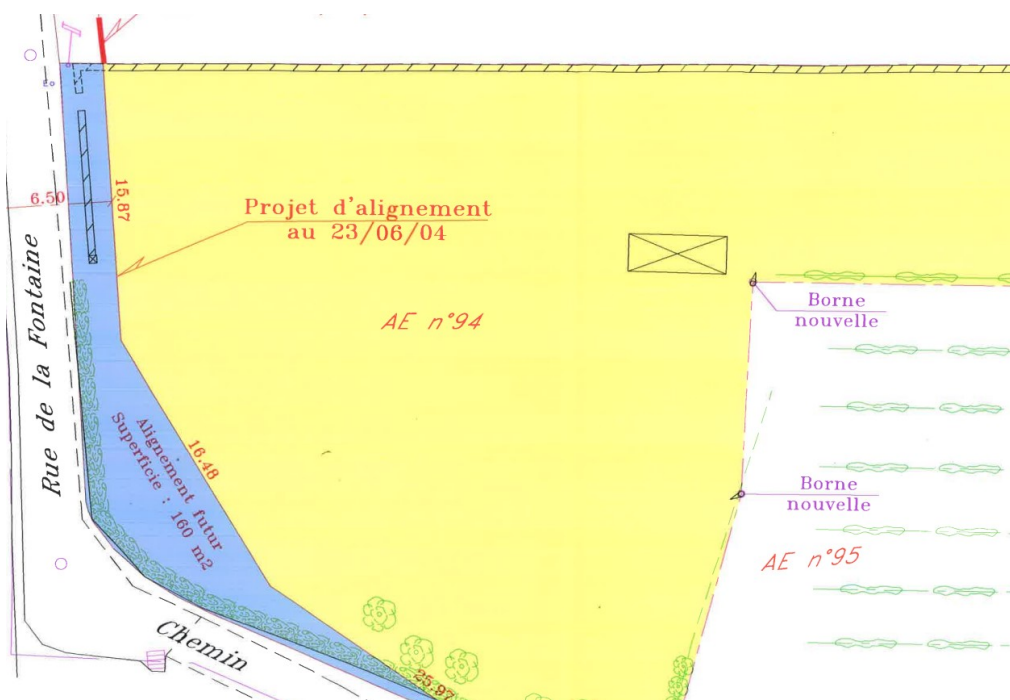 6.50
15.87
Projet d'alignement
au 23/06/04
Rue de la Fontaine
AE n°94
Borne
nouvelle
Alignement futur
Superficie : 160 m2
16.48
Borne
nouvelle
AE n°95
Chemin
25.97